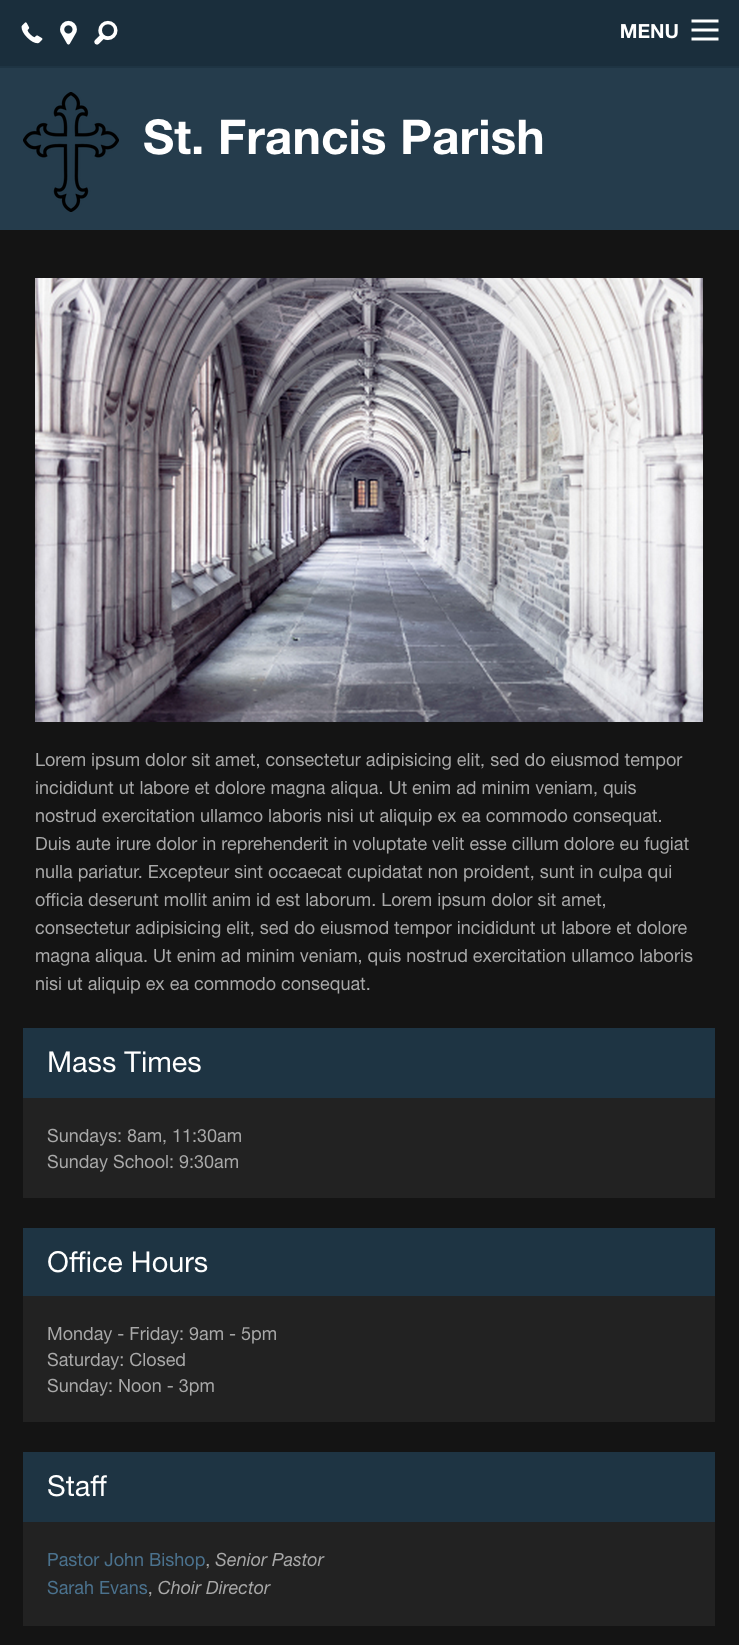 MENU
St. Francis Parish
Lorem ipsum dolor sit amet, consectetur adipisicing elit, sed do eiusmod tempor
incididunt ut labore et dolore magna aliqua. Ut enim ad minim veniam, quis
nostrud exercitation ullamco laboris nisi ut aliquip ex ea commodo consequat.
Duis aute irure dolor in reprehenderit in voluptate velit esse cillum dolore eu fugiat
nulla pariatur. Excepteur sint occaecat cupidatat non proident, sunt in culpa qui
officia deserunt mollit anim id est laborum. Lorem ipsum dolor sit amet,
consectetur adipisicing elit, sed do eiusmod tempor incididunt ut labore et dolore
magna aliqua. Ut enim ad minim veniam, quis nostrud exercitation ullamco laboris
nisi ut aliquip ex ea commodo consequat.
Mass Times
Sundays: 8am, 11:30am
Sunday School: 9:30am
Office Hours
Monday - Friday: 9am - 5pm
Saturday: Closed
Sunday: Noon - 3pm
Staff
Pastor John Bishop, Senior Pastor
Sarah Evans, Choir Director